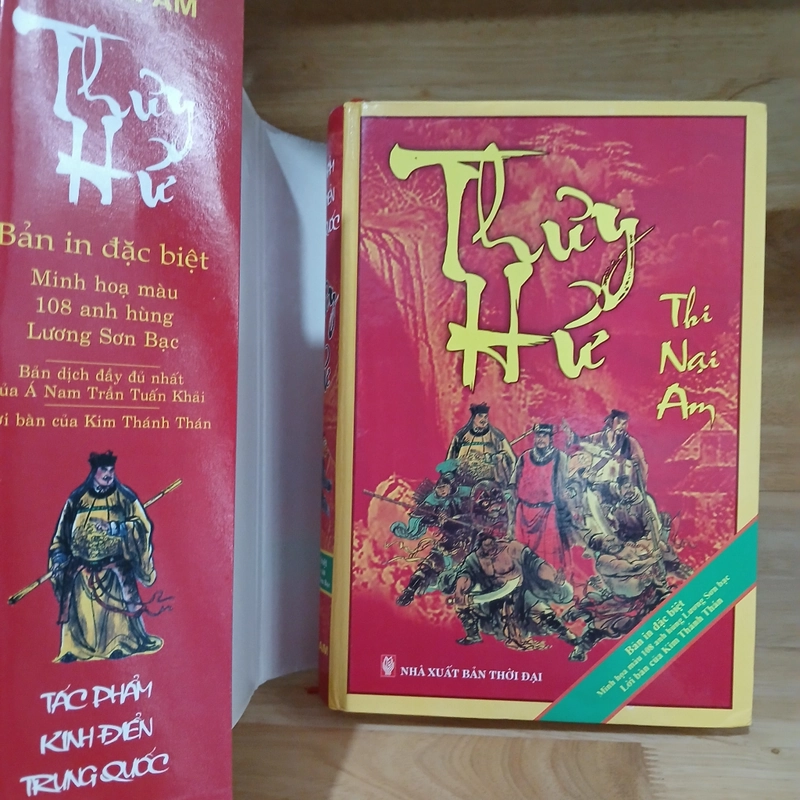 AM
Thủy
Hử
Bản in đặc biệt
Minh hoạ màu
108 anh hùng
Lương Sơn Bạc
Bản dịch đầy đủ nhất
của Á Nam Trần Tuấn Khải
Lời bàn của Kim Thánh Thán
TÁC PHẨM
KINH ĐIỂN
TRUNG QUỐC
Thủy
Hử
Thi
Nại
Am
Bản in đặc biệt
Minh họa màu 108 anh hùng Lương Sơn bạc
Lời bàn của Kim Thánh Thán
NHÀ XUẤT BẢN THỜI ĐẠI